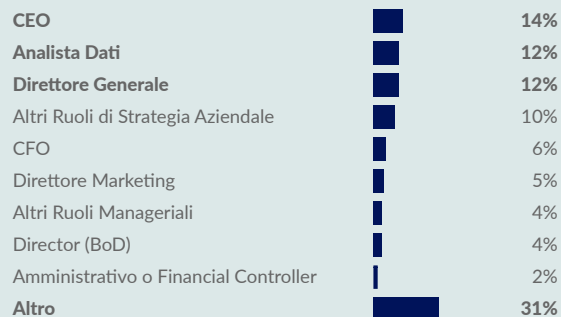 CEO 14%
Analista Dati 12%
Direttore Generale 12%
Altri Ruoli di Strategia Aziendale 10%
CFO 6%
Direttore Marketing 5%
Altri Ruoli Manageriali 4%
Director (BoD) 4%
Amministrativo o Financial Controller 2%
Altro 31%